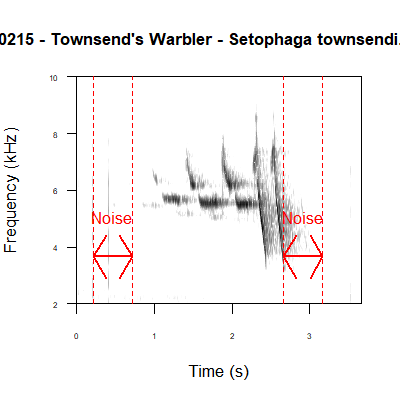 0215 - Townsend's Warbler - Setophaga townsendi.
Frequency (kHz)
10
8
6
4
2
Noise
Noise
0
1
2
3
Time (s)